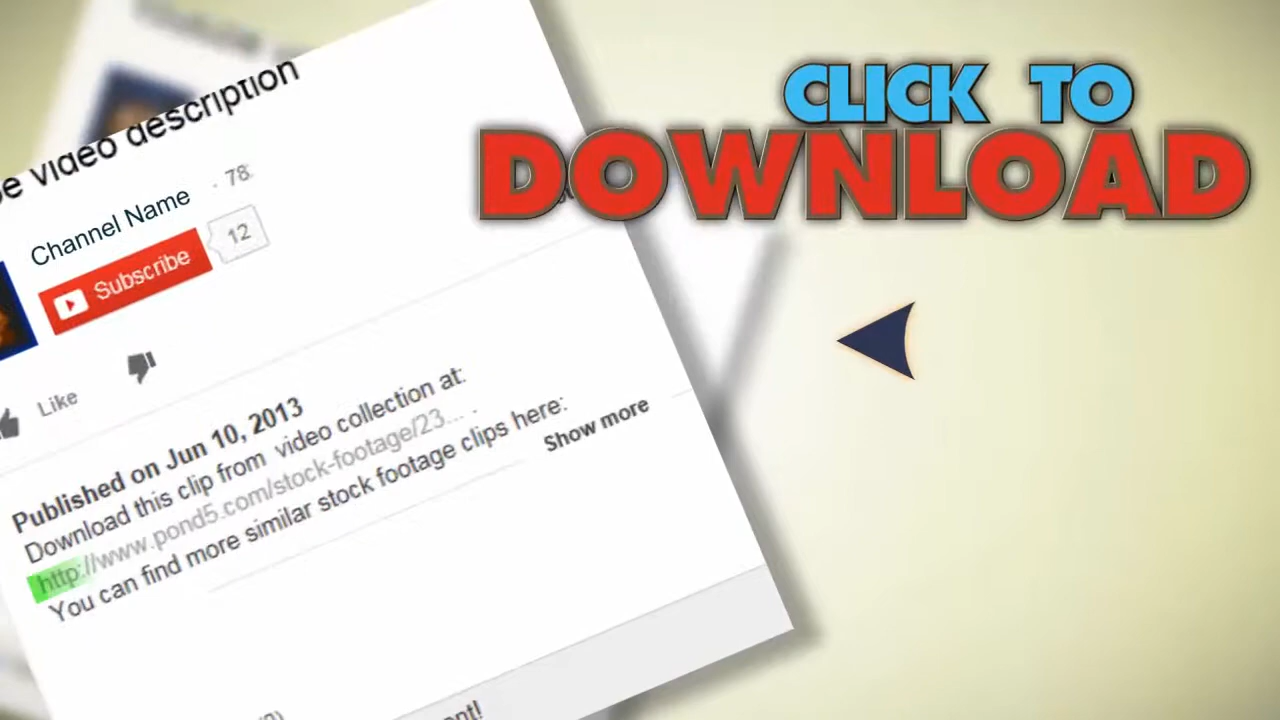 CLICK TO
DOWNLOAD
video description
Channel Name
78
Subscribe
12
Like
Published on Jun 10, 2013
Download this clip from video collection at:
http://www.pond5.com/stock-footage/23...
You can find more similar stock footage clips here:
Show more